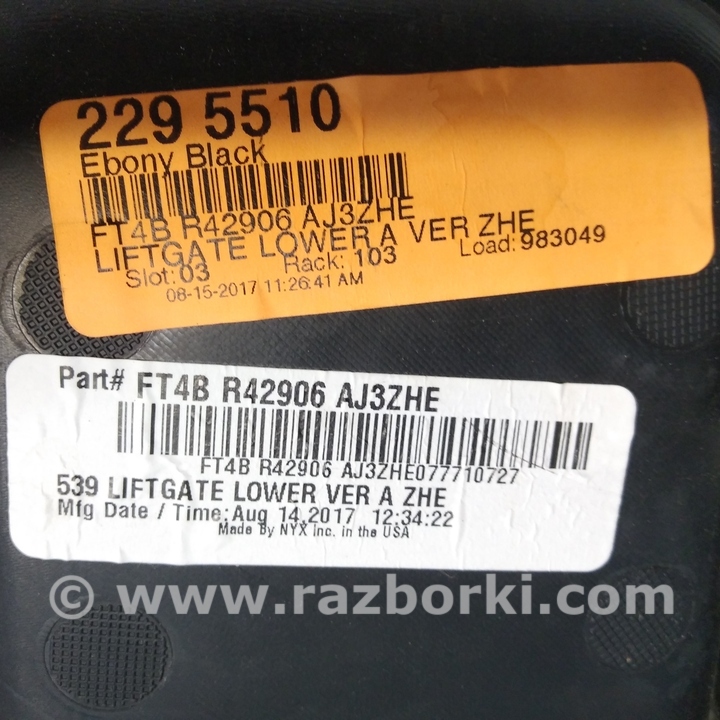 229 5510
Ebony Black
FT4B R42906 AJ3ZHE
LIFTGATE LOWER A VER ZHE
Slot: 03 Rack: 103 Load: 983049
08-15-2017 11:26:41 AM
Part# FT4B R42906 AJ3ZHE
FT4B R42906 AJ3ZHE077710727
539 LIFTGATE LOWER VER A ZHE
Mfg Date / Time: Aug 14,2017 12:34:22
Made By NYX Inc. in the USA
© www.razborki.com